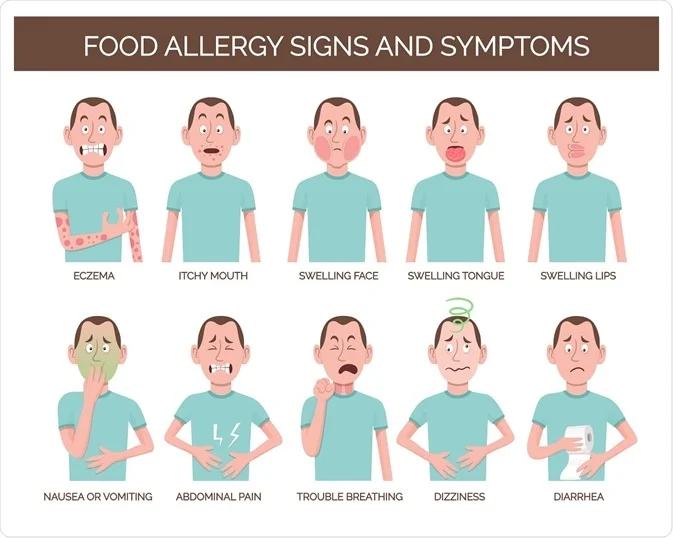 FOOD ALLERGY SIGNS AND SYMPTOMS
ECZEMA
ITCHY MOUTH
SWELLING FACE
SWELLING TONGUE
SWELLING LIPS
NAUSEA OR VOMITING
ABDOMINAL PAIN
TROUBLE BREATHING
DIZZINESS
DIARRHEA